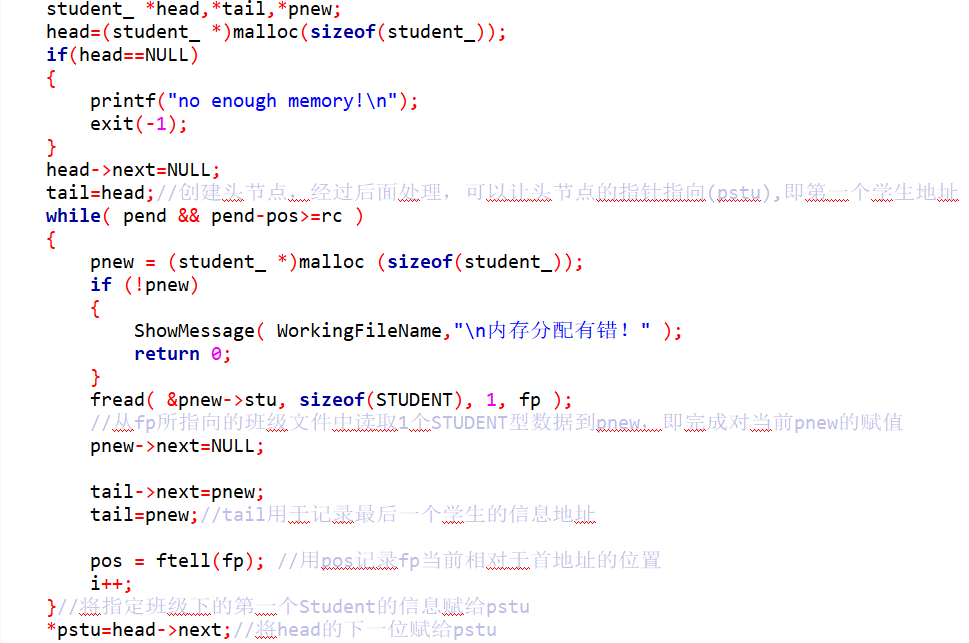 student_ *head,*tail,*pnew;
head=(student_ *)malloc(sizeof(student_));
if(head==NULL)
{
printf("no enough memory!\n");
exit(-1);
}
head->next=NULL;
tail=head;//创建头节点，经过后面处理，可以让头节点的指针指向(pstu),即第一个学生地址
while( pend && pend-pos>=rc )
{
pnew = (student_ *)malloc (sizeof(student_));
if (!pnew)
{
ShowMessage( WorkingFileName,"\n内存分配有错！" );
return 0;
}
fread( &pnew->stu, sizeof(STUDENT), 1, fp );
//从fp所指向的班级文件中读取1个STUDENT型数据到pnew，即完成对当前pnew的赋值
pnew->next=NULL;
tail->next=pnew;
tail=pnew;//tail用于记录最后一个学生的信息地址
pos = ftell(fp); //用pos记录fp当前相对于首地址的位置
i++;
}//将指定班级下的第一个Student的信息赋给pstu
*pstu=head->next;//将head的下一位赋给pstu